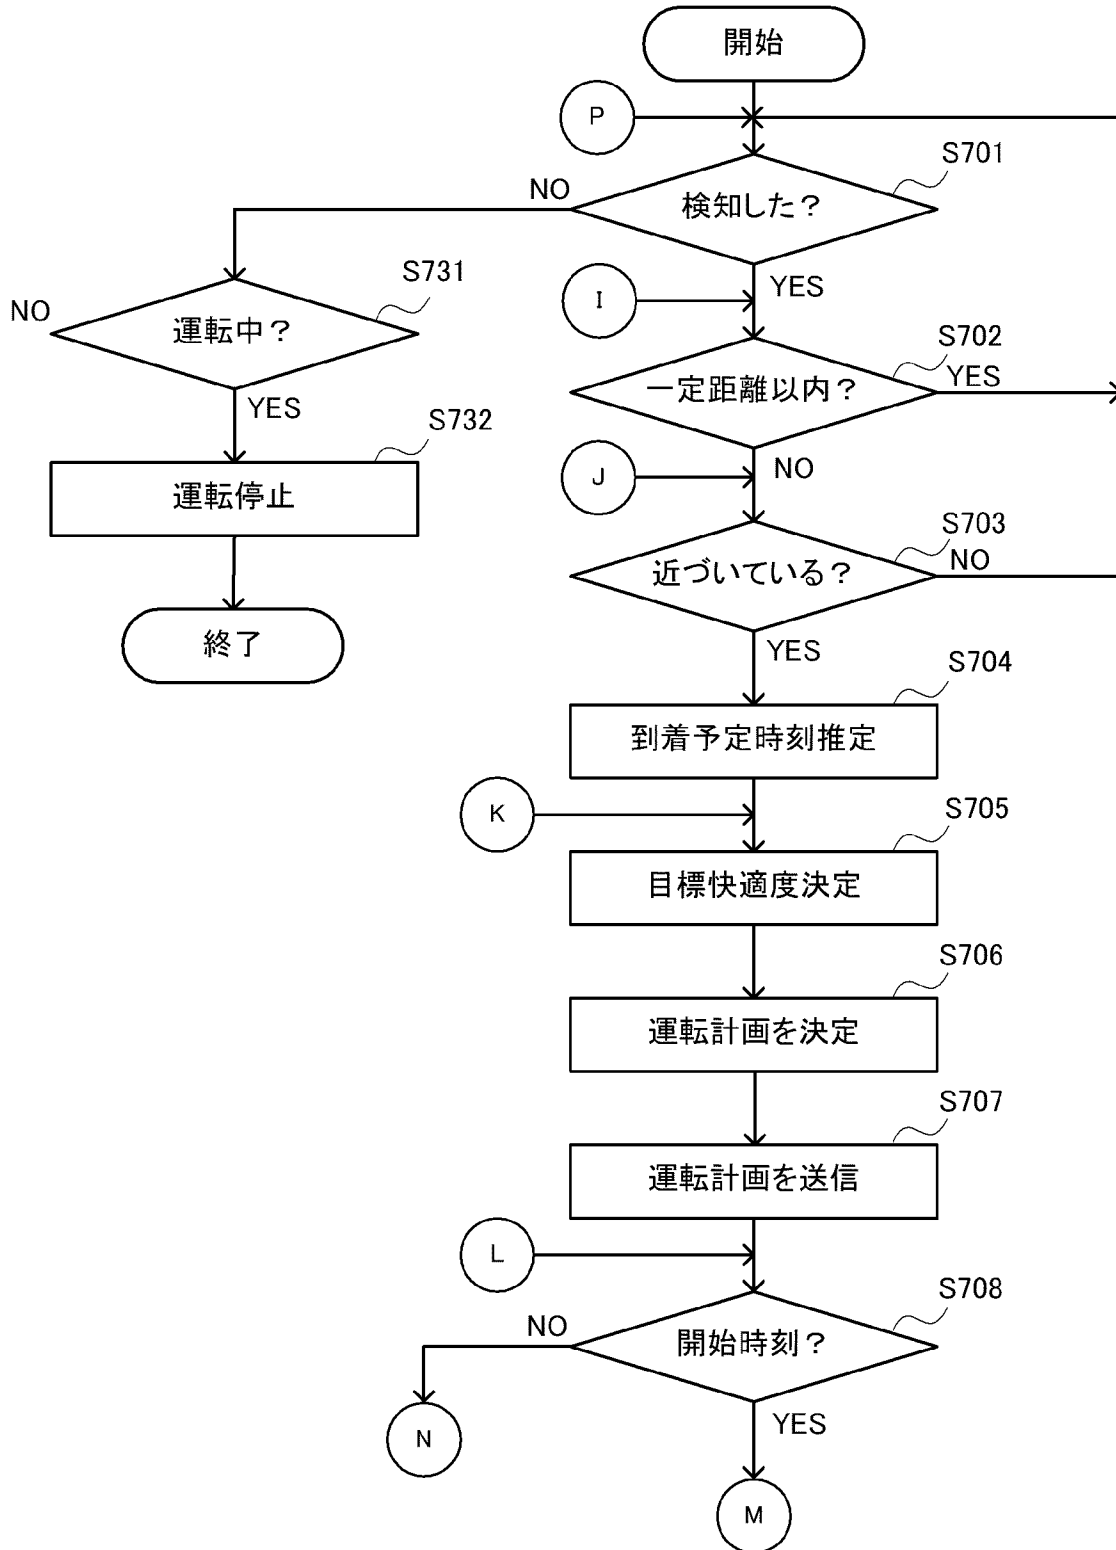 開始
P
S701
検知した？
NO
YES
S731
NO
運転中？
YES
I
S702
一定距離以内？
YES
NO
S732
運転停止
J
S703
近づいている？
NO
YES
終了
S704
到着予定時刻推定
K
S705
目標快適度決定
S706
運転計画を決定
S707
運転計画を送信
L
S708
開始時刻？
NO
YES
N
M